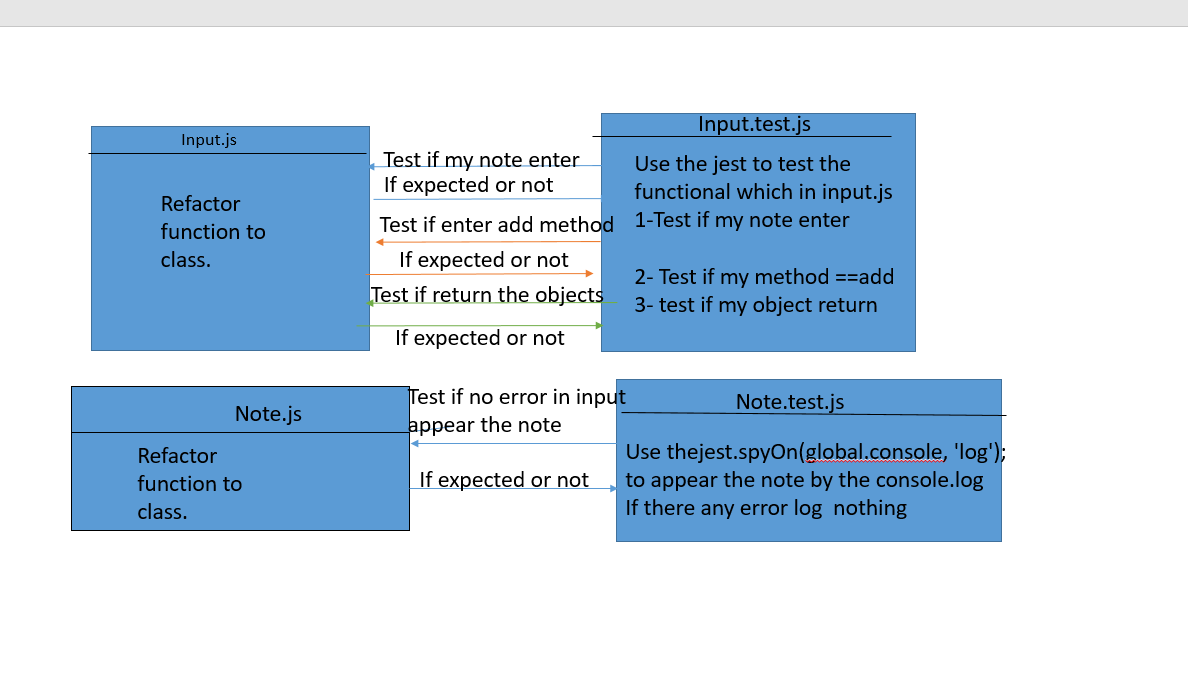 Input.js
Refactor
function to
class.
Test if my note enter
If expected or not
Test if enter add method
If expected or not
Test if return the objects
If expected or not
Input.test.js
Use the jest to test the
functional which in input.js
1-Test if my note enter
2- Test if my method ==add
3- test if my object return
Note.js
Refactor
function to
class.
Test if no error in input
appear the note
If expected or not
Note.test.js
Use thejest.spyOn(global.console, 'log');
to appear the note by the console.log
If there any error log  nothing